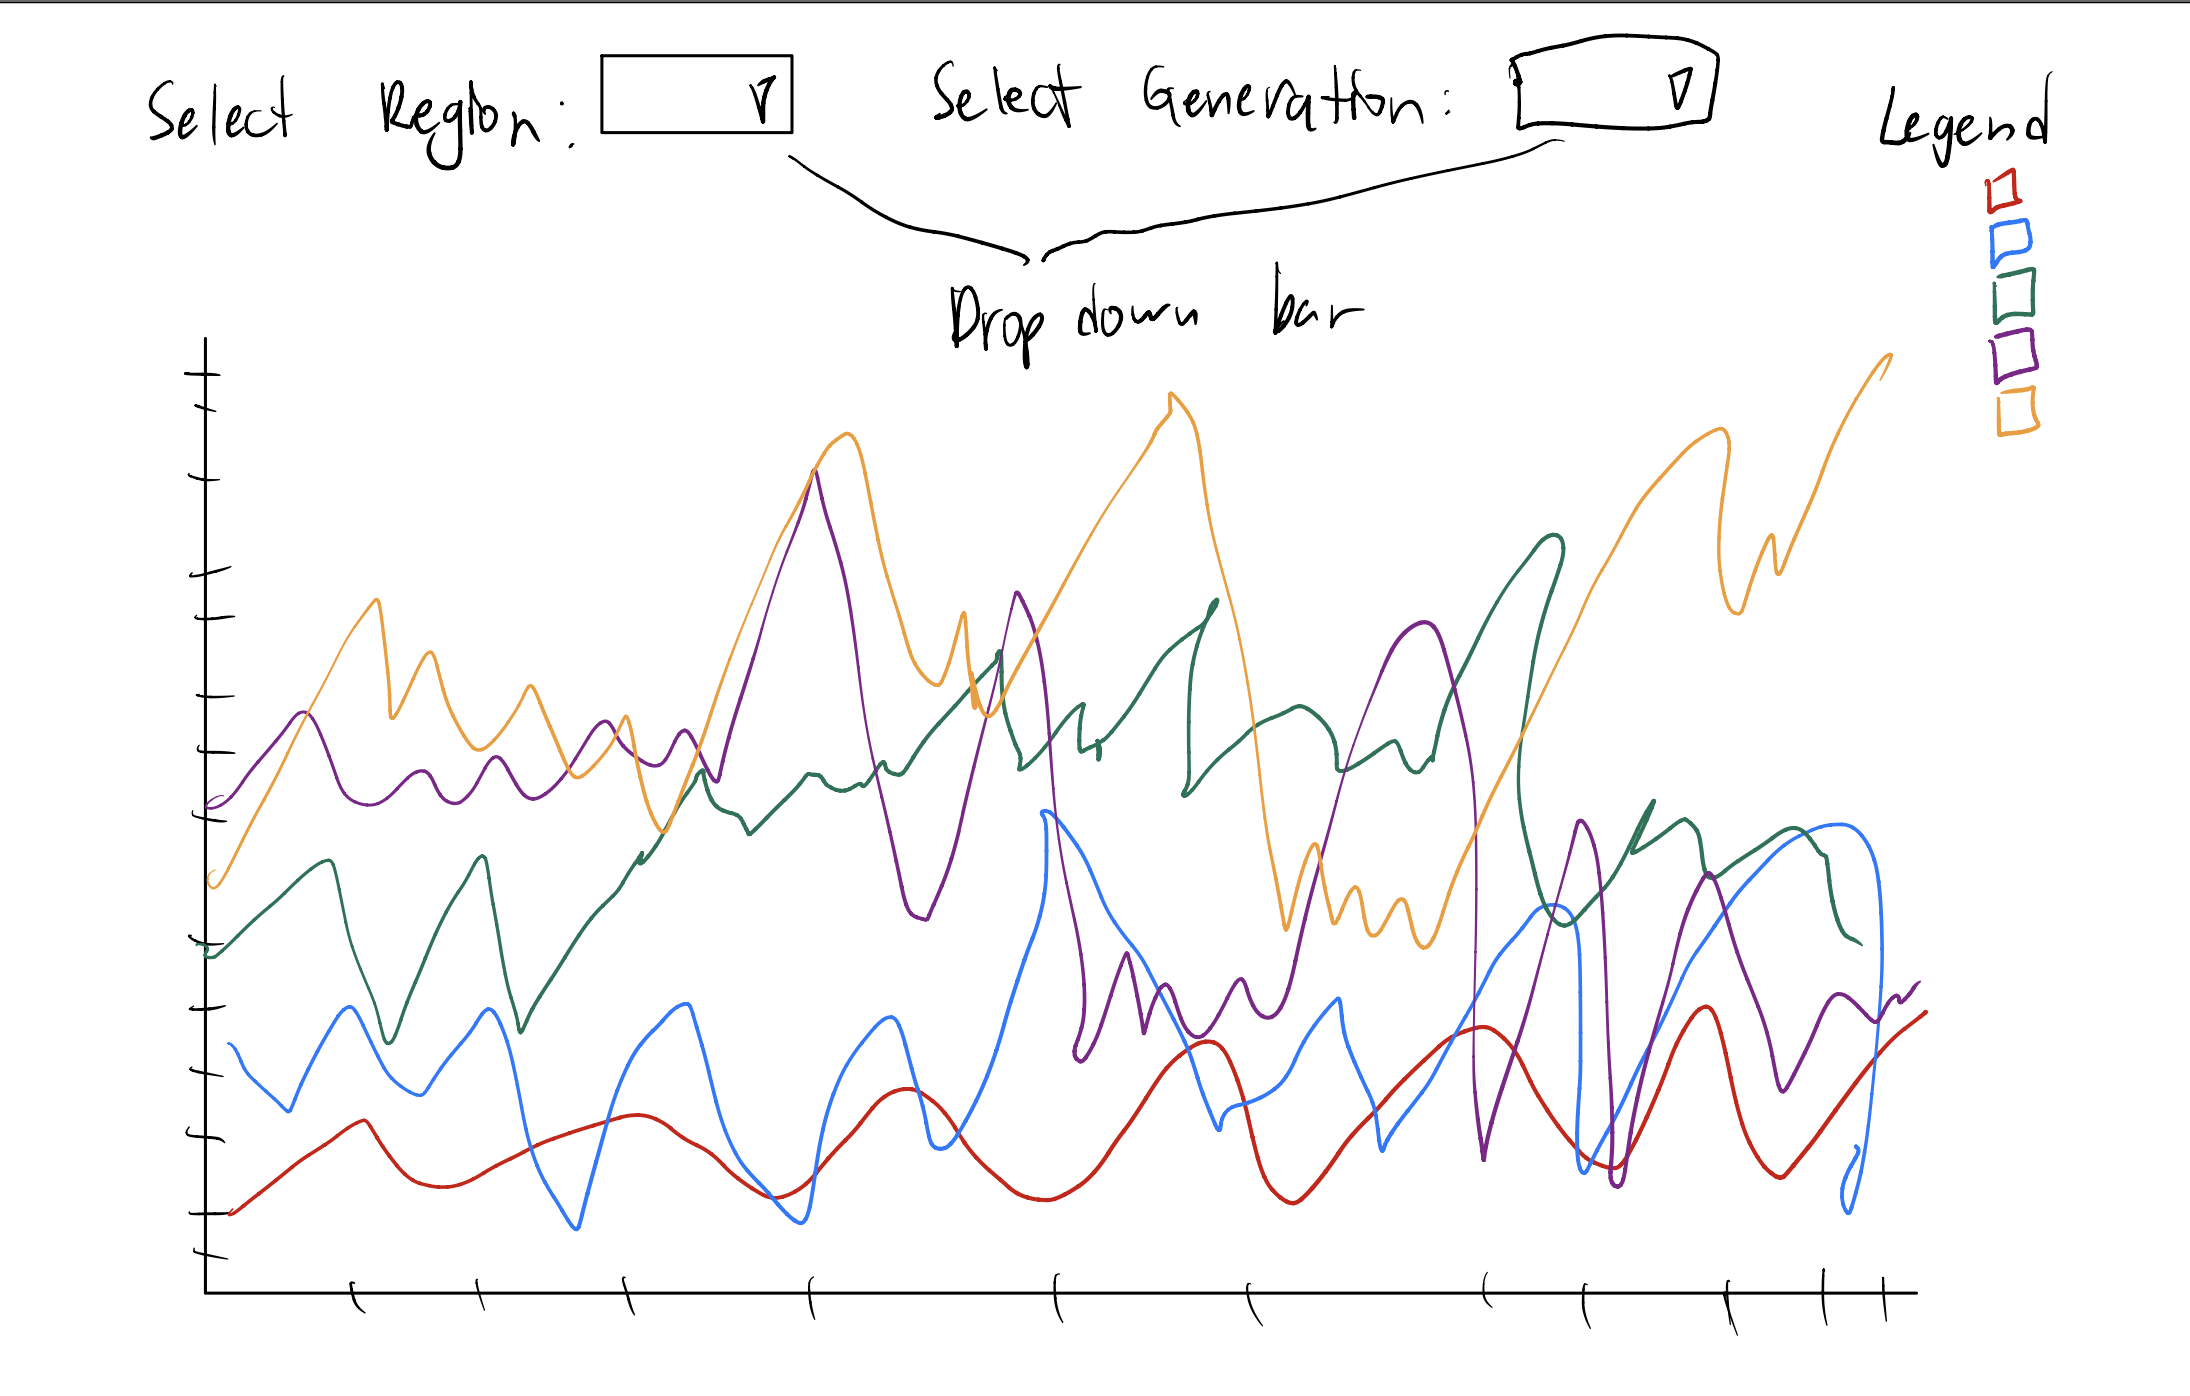 Select Region:
Select Generation:
Legend
Drop down bar